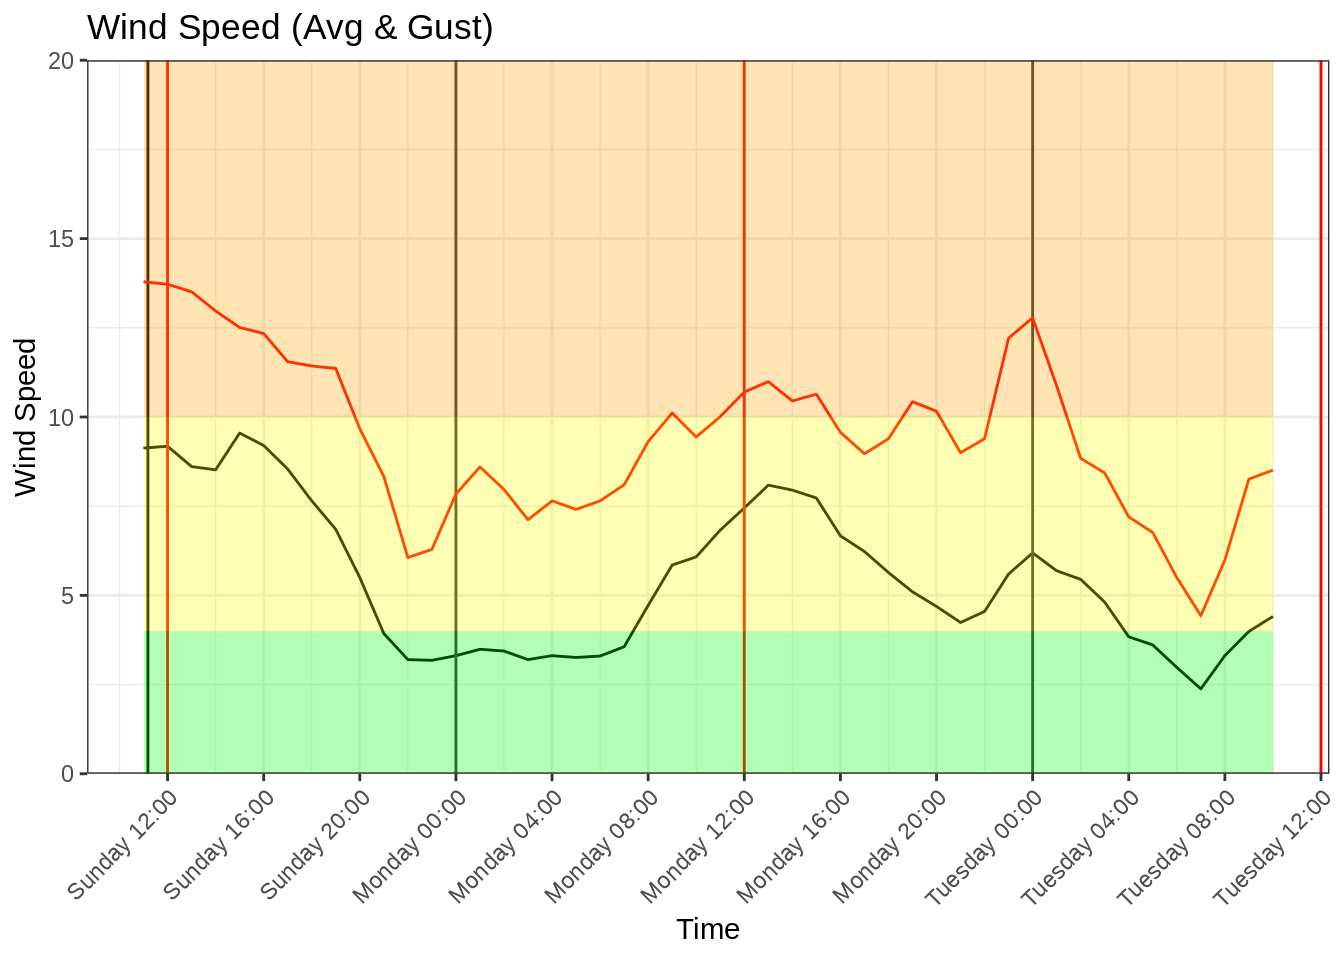 Wind Speed (Avg & Gust)
20
15
10
5
0
Wind Speed
Sunday 12:00
Sunday 16:00
Sunday 20:00
Monday 00:00
Monday 04:00
Monday 08:00
Monday 12:00
Monday 16:00
Monday 20:00
Tuesday 00:00
Tuesday 04:00
Tuesday 08:00
Tuesday 12:00
Time